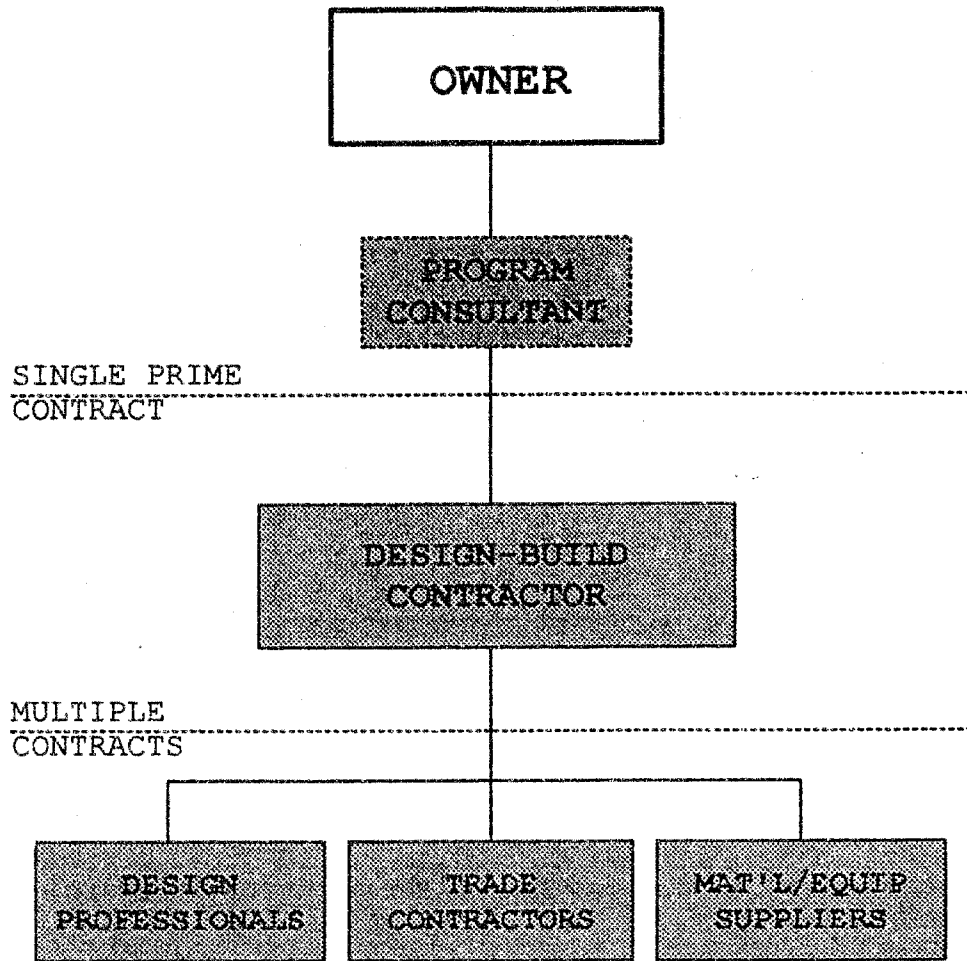 OWNER
PROGRAM
CONSULTANT
SINGLE PRIME
CONTRACT
DESIGN-BUILD
CONTRACTOR
MULTIPLE
CONTRACTS
DESIGN
PROFESSIONALS
TRADE
CONTRACTORS
MAT'L/EQUIP
SUPPLIERS